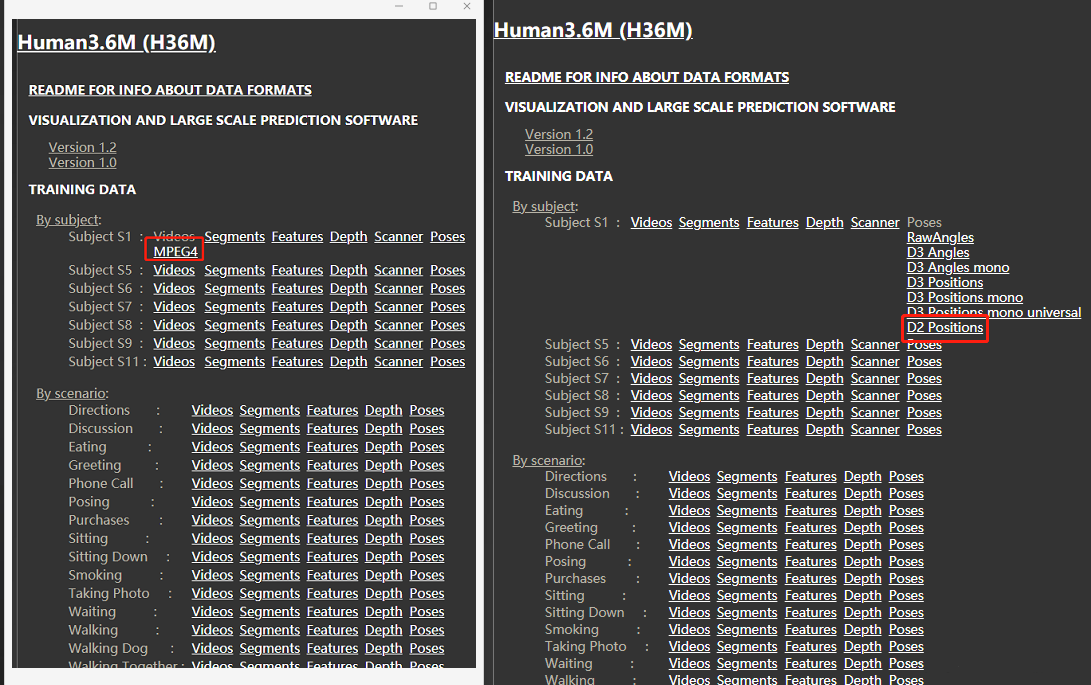 Human3.6M (H36M)
README FOR INFO ABOUT DATA FORMATS
VISUALIZATION AND LARGE SCALE PREDICTION SOFTWARE
Version 1.2
Version 1.0
TRAINING DATA
By subject:
Subject S1 : Videos Segments Features Depth Scanner Poses
MPEG4
Subject S5 : Videos Segments Features Depth Scanner Poses
Subject S6 : Videos Segments Features Depth Scanner Poses
Subject S7 : Videos Segments Features Depth Scanner Poses
Subject S8 : Videos Segments Features Depth Scanner Poses
Subject S9 : Videos Segments Features Depth Scanner Poses
Subject S11 : Videos Segments Features Depth Scanner Poses
By scenario:
Directions : Videos Segments Features Depth Poses
Discussion : Videos Segments Features Depth Poses
Eating : Videos Segments Features Depth Poses
Greeting : Videos Segments Features Depth Poses
Phone Call : Videos Segments Features Depth Poses
Posing : Videos Segments Features Depth Poses
Purchases : Videos Segments Features Depth Poses
Sitting : Videos Segments Features Depth Poses
Sitting Down : Videos Segments Features Depth Poses
Smoking : Videos Segments Features Depth Poses
Taking Photo : Videos Segments Features Depth Poses
Waiting : Videos Segments Features Depth Poses
Walking : Videos Segments Features Depth Poses
Walking Dog : Videos Segments Features Depth Poses
Walking Together : Videos Segments Features Depth Poses
Human3.6M (H36M)
README FOR INFO ABOUT DATA FORMATS
VISUALIZATION AND LARGE SCALE PREDICTION SOFTWARE
Version 1.2
Version 1.0
TRAINING DATA
By subject:
Subject S1 : Videos Segments Features Depth Scanner Poses
RawAngles
D3 Angles
D3 Angles mono
D3 Positions
D3 Positions mono
D3 Positions mono universal
D2 Positions
Subject S5 : Videos Segments Features Depth Scanner Poses
Subject S6 : Videos Segments Features Depth Scanner Poses
Subject S7 : Videos Segments Features Depth Scanner Poses
Subject S8 : Videos Segments Features Depth Scanner Poses
Subject S9 : Videos Segments Features Depth Scanner Poses
Subject S11 : Videos Segments Features Depth Scanner Poses
By scenario:
Directions : Videos Segments Features Depth Poses
Discussion : Videos Segments Features Depth Poses
Eating : Videos Segments Features Depth Poses
Greeting : Videos Segments Features Depth Poses
Phone Call : Videos Segments Features Depth Poses
Posing : Videos Segments Features Depth Poses
Purchases : Videos Segments Features Depth Poses
Sitting : Videos Segments Features Depth Poses
Sitting Down : Videos Segments Features Depth Poses
Smoking : Videos Segments Features Depth Poses
Taking Photo : Videos Segments Features Depth Poses
Waiting : Videos Segments Features Depth Poses
Walking : Videos Segments Features Depth Poses